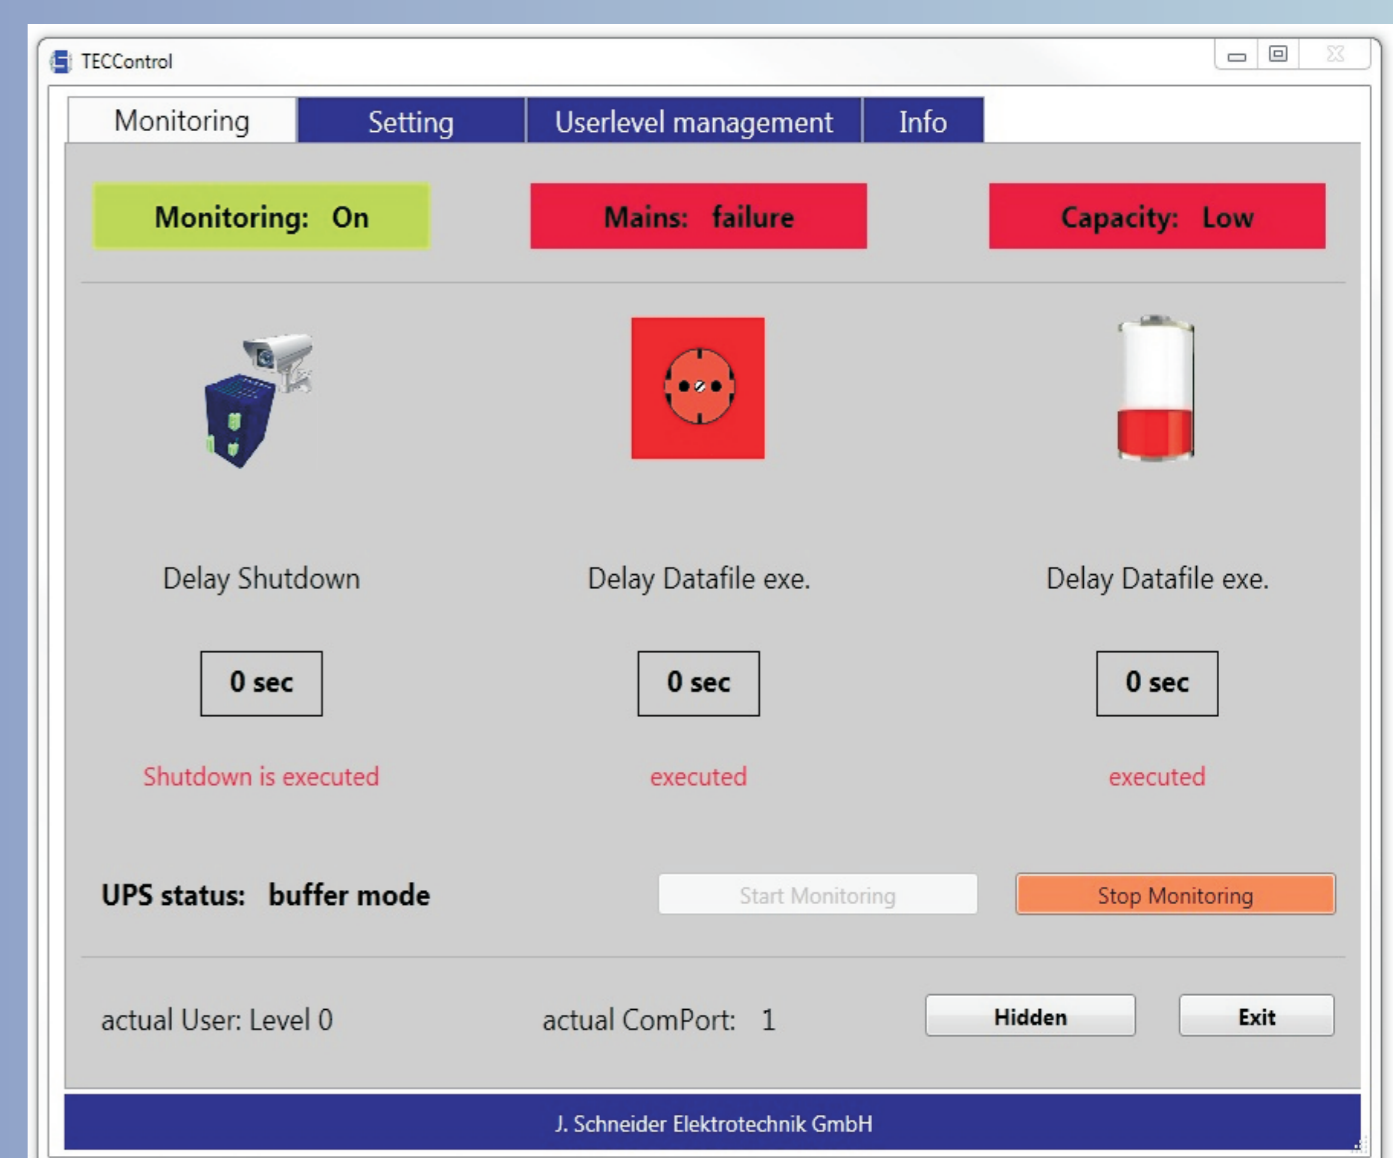 TECControl
Monitoring Setting Userlevel management Info
Monitoring: On Mains: failure Capacity: Low
Delay Shutdown Delay Datafile exe. Delay Datafile exe.
0 sec 0 sec 0 sec
Shutdown is executed executed executed
UPS status: buffer mode Start Monitoring Stop Monitoring
actual User: Level 0 actual ComPort: 1 Hidden Exit
J. Schneider Elektrotechnik GmbH